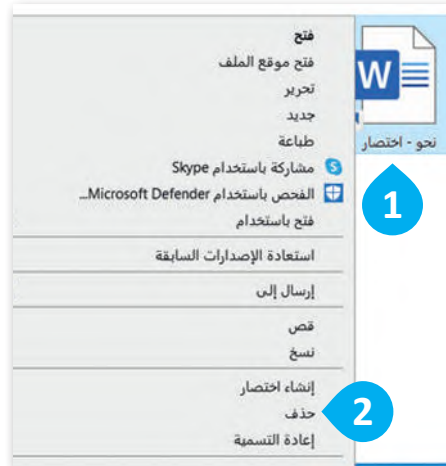 فتح
فتح موقع الملف
تحرير
جديد
طباعة
مشاركة باستخدام Skype
الفحص باستخدام Microsoft Defender...
فتح باستخدام
استعادة الإصدارات السابقة
إرسال إلى
قص
نسخ
إنشاء اختصار
حذف
إعادة التسمية
W
نحو - اختصار
1
2